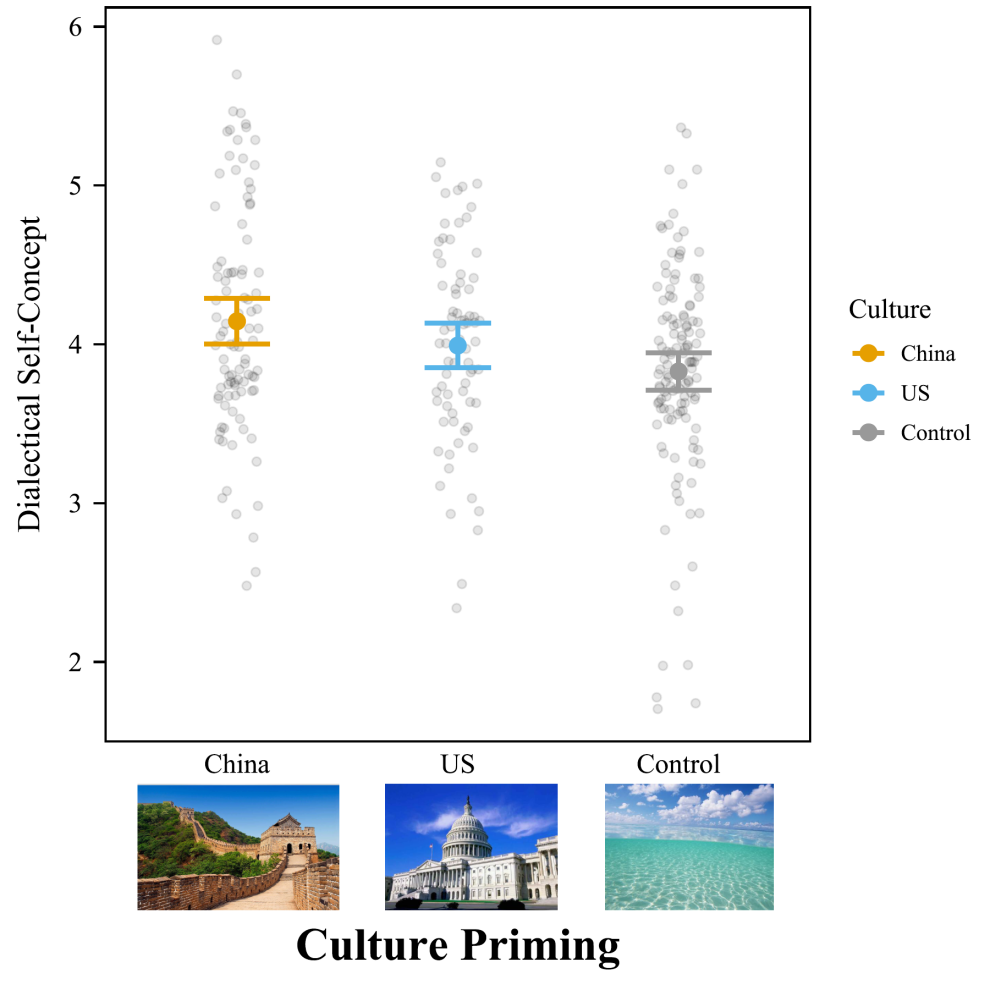 Dialectical Self-Concept
6
5
4
3
2
China
US
Control
Culture Priming
Culture
China
US
Control